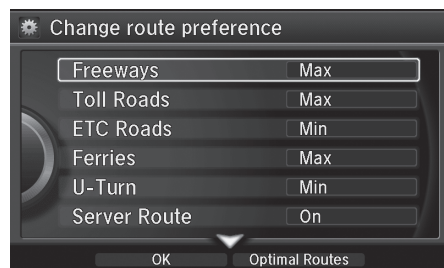 Change route preference
Freeways Max
Toll Roads Max
ETC Roads Min
Ferries Max
U-Turn Min
Server Route On
OK Optimal Routes